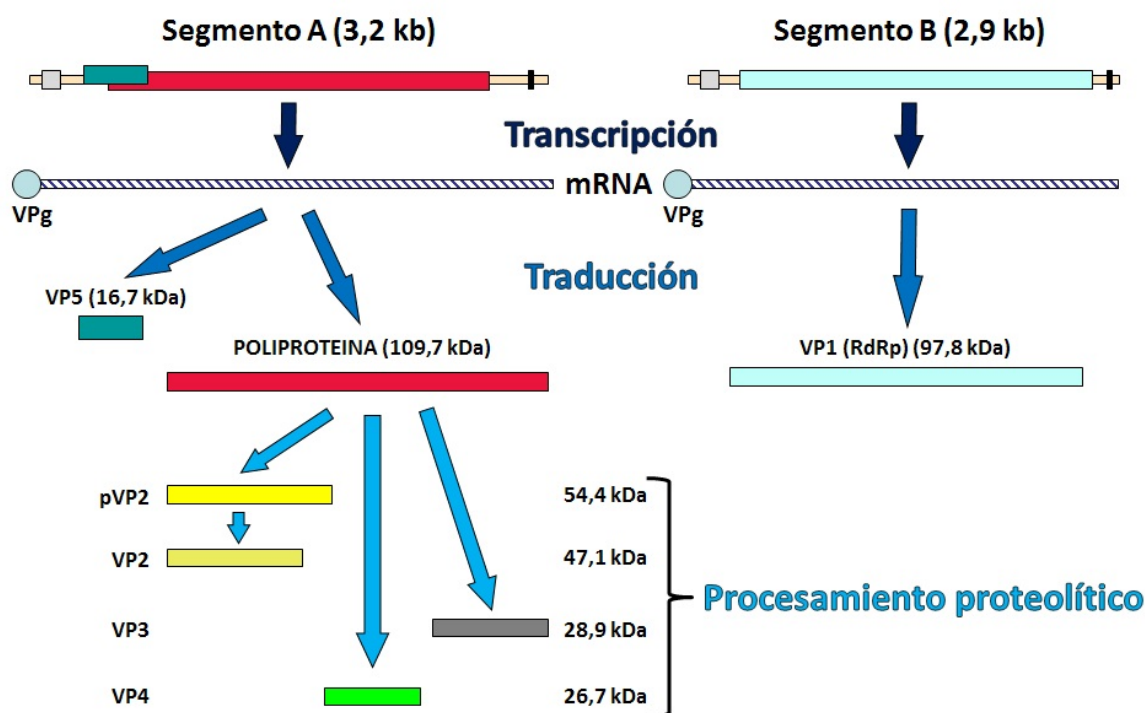 Segmento A (3,2 kb)
Segmento B (2,9 kb)
Transcripción
mRNA
VPg
VPg
Traducción
VP5 (16,7 kDa)
POLIPROTEINA (109,7 kDa)
VP1 (RdRp) (97,8 kDa)
pVP2
54,4 kDa
VP2
47,1 kDa
Procesamiento proteolítico
VP3
28,9 kDa
VP4
26,7 kDa